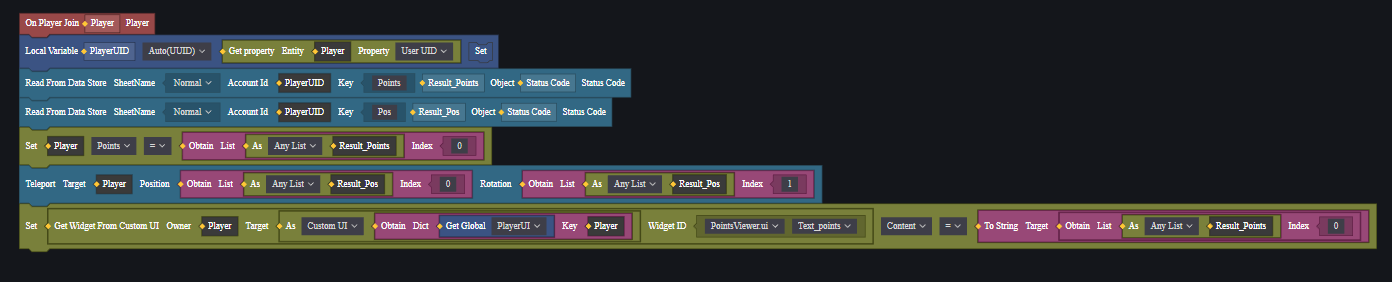 On Player Join Player Player
Local Variable PlayerUID Auto(UUID) Get property Entity Player Property User UID Set
Read From Data Store SheetName Normal Account Id PlayerUID Key Points Result_Points Object Status Code Status Code
Read From Data Store SheetName Normal Account Id PlayerUID Key Pos Result_Pos Object Status Code Status Code
Set Player Points = Obtain List As Any List Result_Points Index 0
Teleport Target Player Position Obtain List As Any List Result_Pos Index 0 Rotation Obtain List As Any List Result_Pos Index 1
Set Get Widget From Custom UI Owner Player Target As Custom UI Obtain Dict Get Global PlayerUI Key Player Widget ID PointsViewer.ui Text_points Content = To String Target Obtain List As Any List Result_Points Index 0